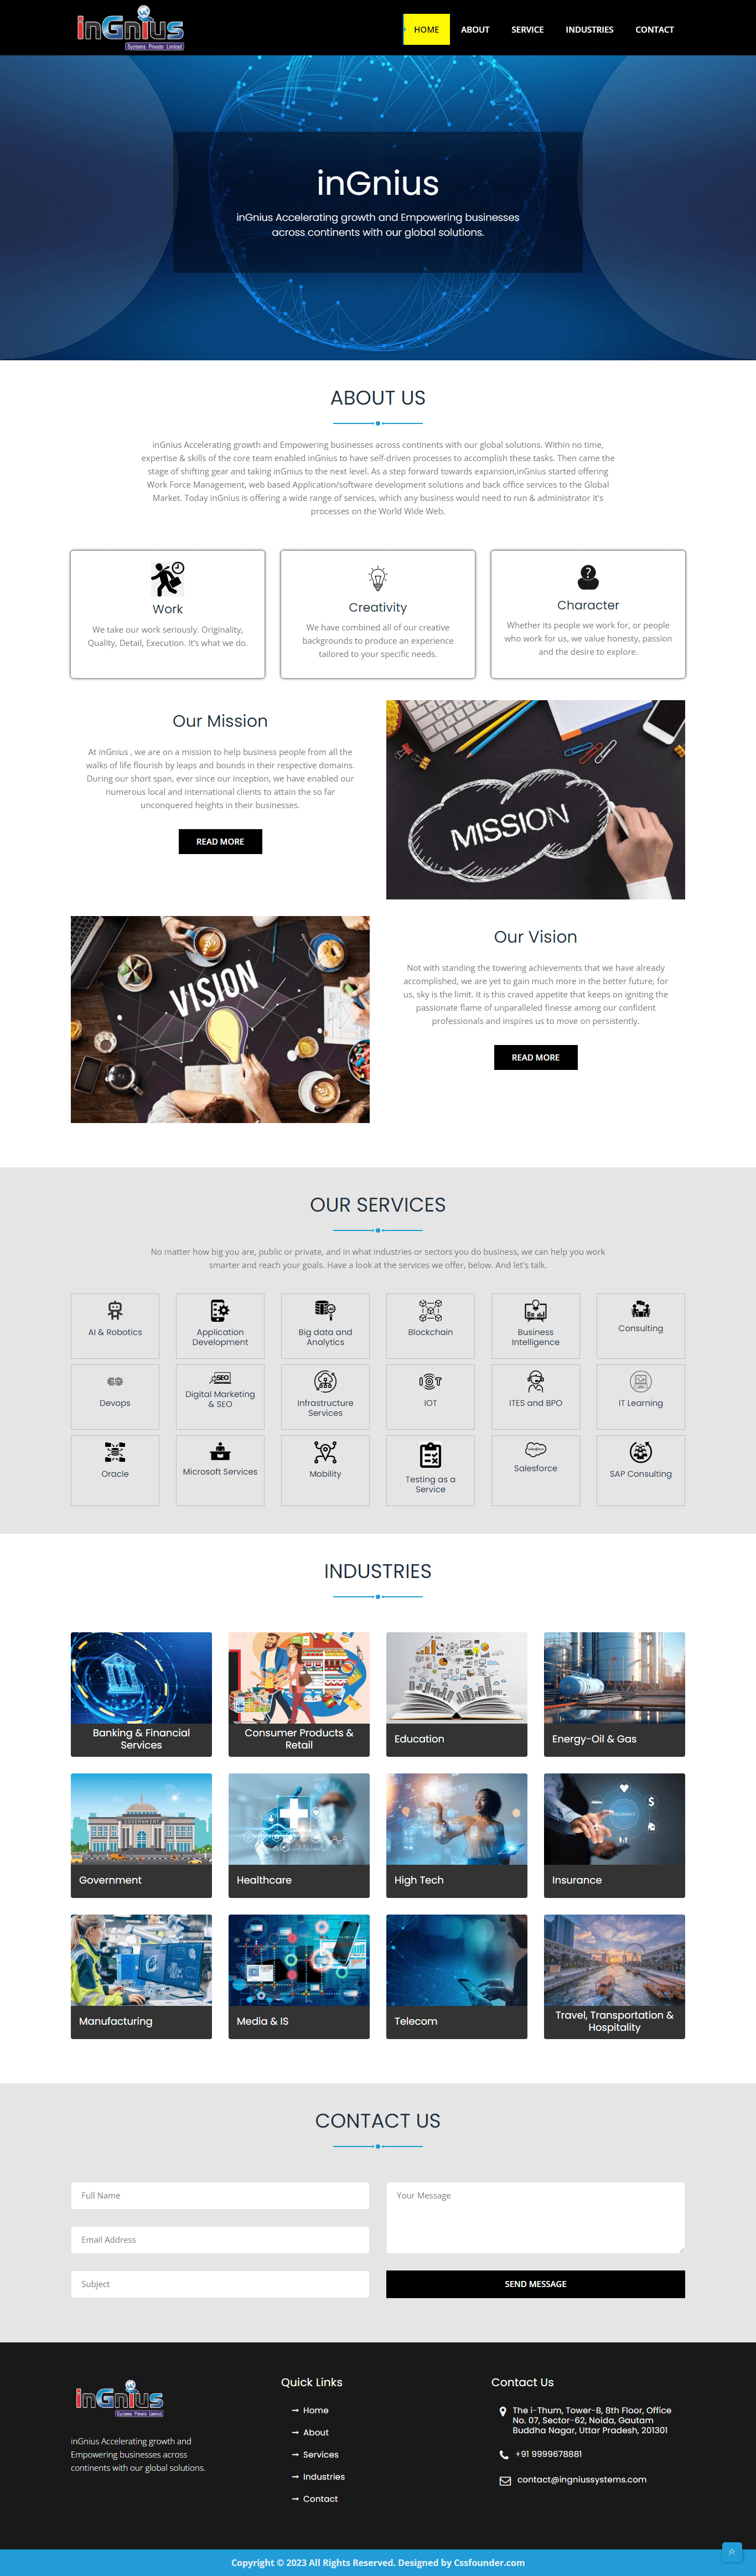 inGnius
Systems Private Limited
HOME
ABOUT
SERVICE
INDUSTRIES
CONTACT
inGnius
inGnius Accelerating growth and Empowering businesses
across continents with our global solutions.
ABOUT US
inGnius Accelerating growth and Empowering businesses across continents with our global solutions. Within no time,
expertise & skills of the core team enabled inGnius to have self-driven processes to accomplish these tasks. Then came the
stage of shifting gear and taking inGnius to the next level. As a step forward towards expansion,inGnius started offering
Work Force Management, web based Application/software development solutions and back office services to the Global
Market. Today inGnius is offering a wide range of services, which any business would need to run & administrator it's
processes on the World Wide Web.
Work
We take our work seriously. Originality,
Quality, Detail, Execution. It's what we do.
Creativity
We have combined all of our creative
backgrounds to produce an experience
tailored to your specific needs.
Character
Whether its people we work for, or people
who work for us, we value honesty, passion
and the desire to explore.
Our Mission
At inGnius , we are on a mission to help business people from all the
walks of life flourish by leaps and bounds in their respective domains.
During our short span, ever since our inception, we have enabled our
numerous local and international clients to attain the so far
unconquered heights in their businesses.
READ MORE
MISSION
VISION
Our Vision
Not with standing the towering achievements that we have already
accomplished, we are yet to gain much more in the better future, for
us, sky is the limit. It is this craved appetite that keeps on igniting the
passionate flame of unparalleled finesse among our confident
professionals and inspires us to move on persistently.
READ MORE
OUR SERVICES
No matter how big you are, public or private, and in what industries or sectors you do business, we can help you work
smarter and reach your goals. Have a look at the services we offer, below. And let's talk.
AI & Robotics
Application
Development
Big data and
Analytics
Blockchain
Business
Intelligence
Consulting
Devops
SEO
Digital Marketing
& SEO
Infrastructure
Services
IOT
ITES and BPO
IT Learning
Oracle
Microsoft Services
Mobility
Testing as a
Service
salesforce
Salesforce
SAP Consulting
INDUSTRIES
Banking & Financial
Services
Consumer Products &
Retail
Education
Energy-Oil & Gas
GOVERNMENT
Government
Healthcare
High Tech
INSURANCE
Insurance
Manufacturing
Media & IS
Telecom
Travel, Transportation &
Hospitality
CONTACT US
Full Name
Email Address
Subject
Your Message
SEND MESSAGE
inGnius
Systems Private Limited
inGnius Accelerating growth and
Empowering businesses across
continents with our global solutions.
Quick Links
Home
About
Services
Industries
Contact
Contact Us
The i-Thum, Tower-B, 8th Floor, Office
No. 07, Sector-62, Noida, Gautam
Buddha Nagar, Uttar Pradesh, 201301
+91 9999678881
contact@ingniussystems.com
Copyright © 2023 All Rights Reserved. Designed by Cssfounder.com